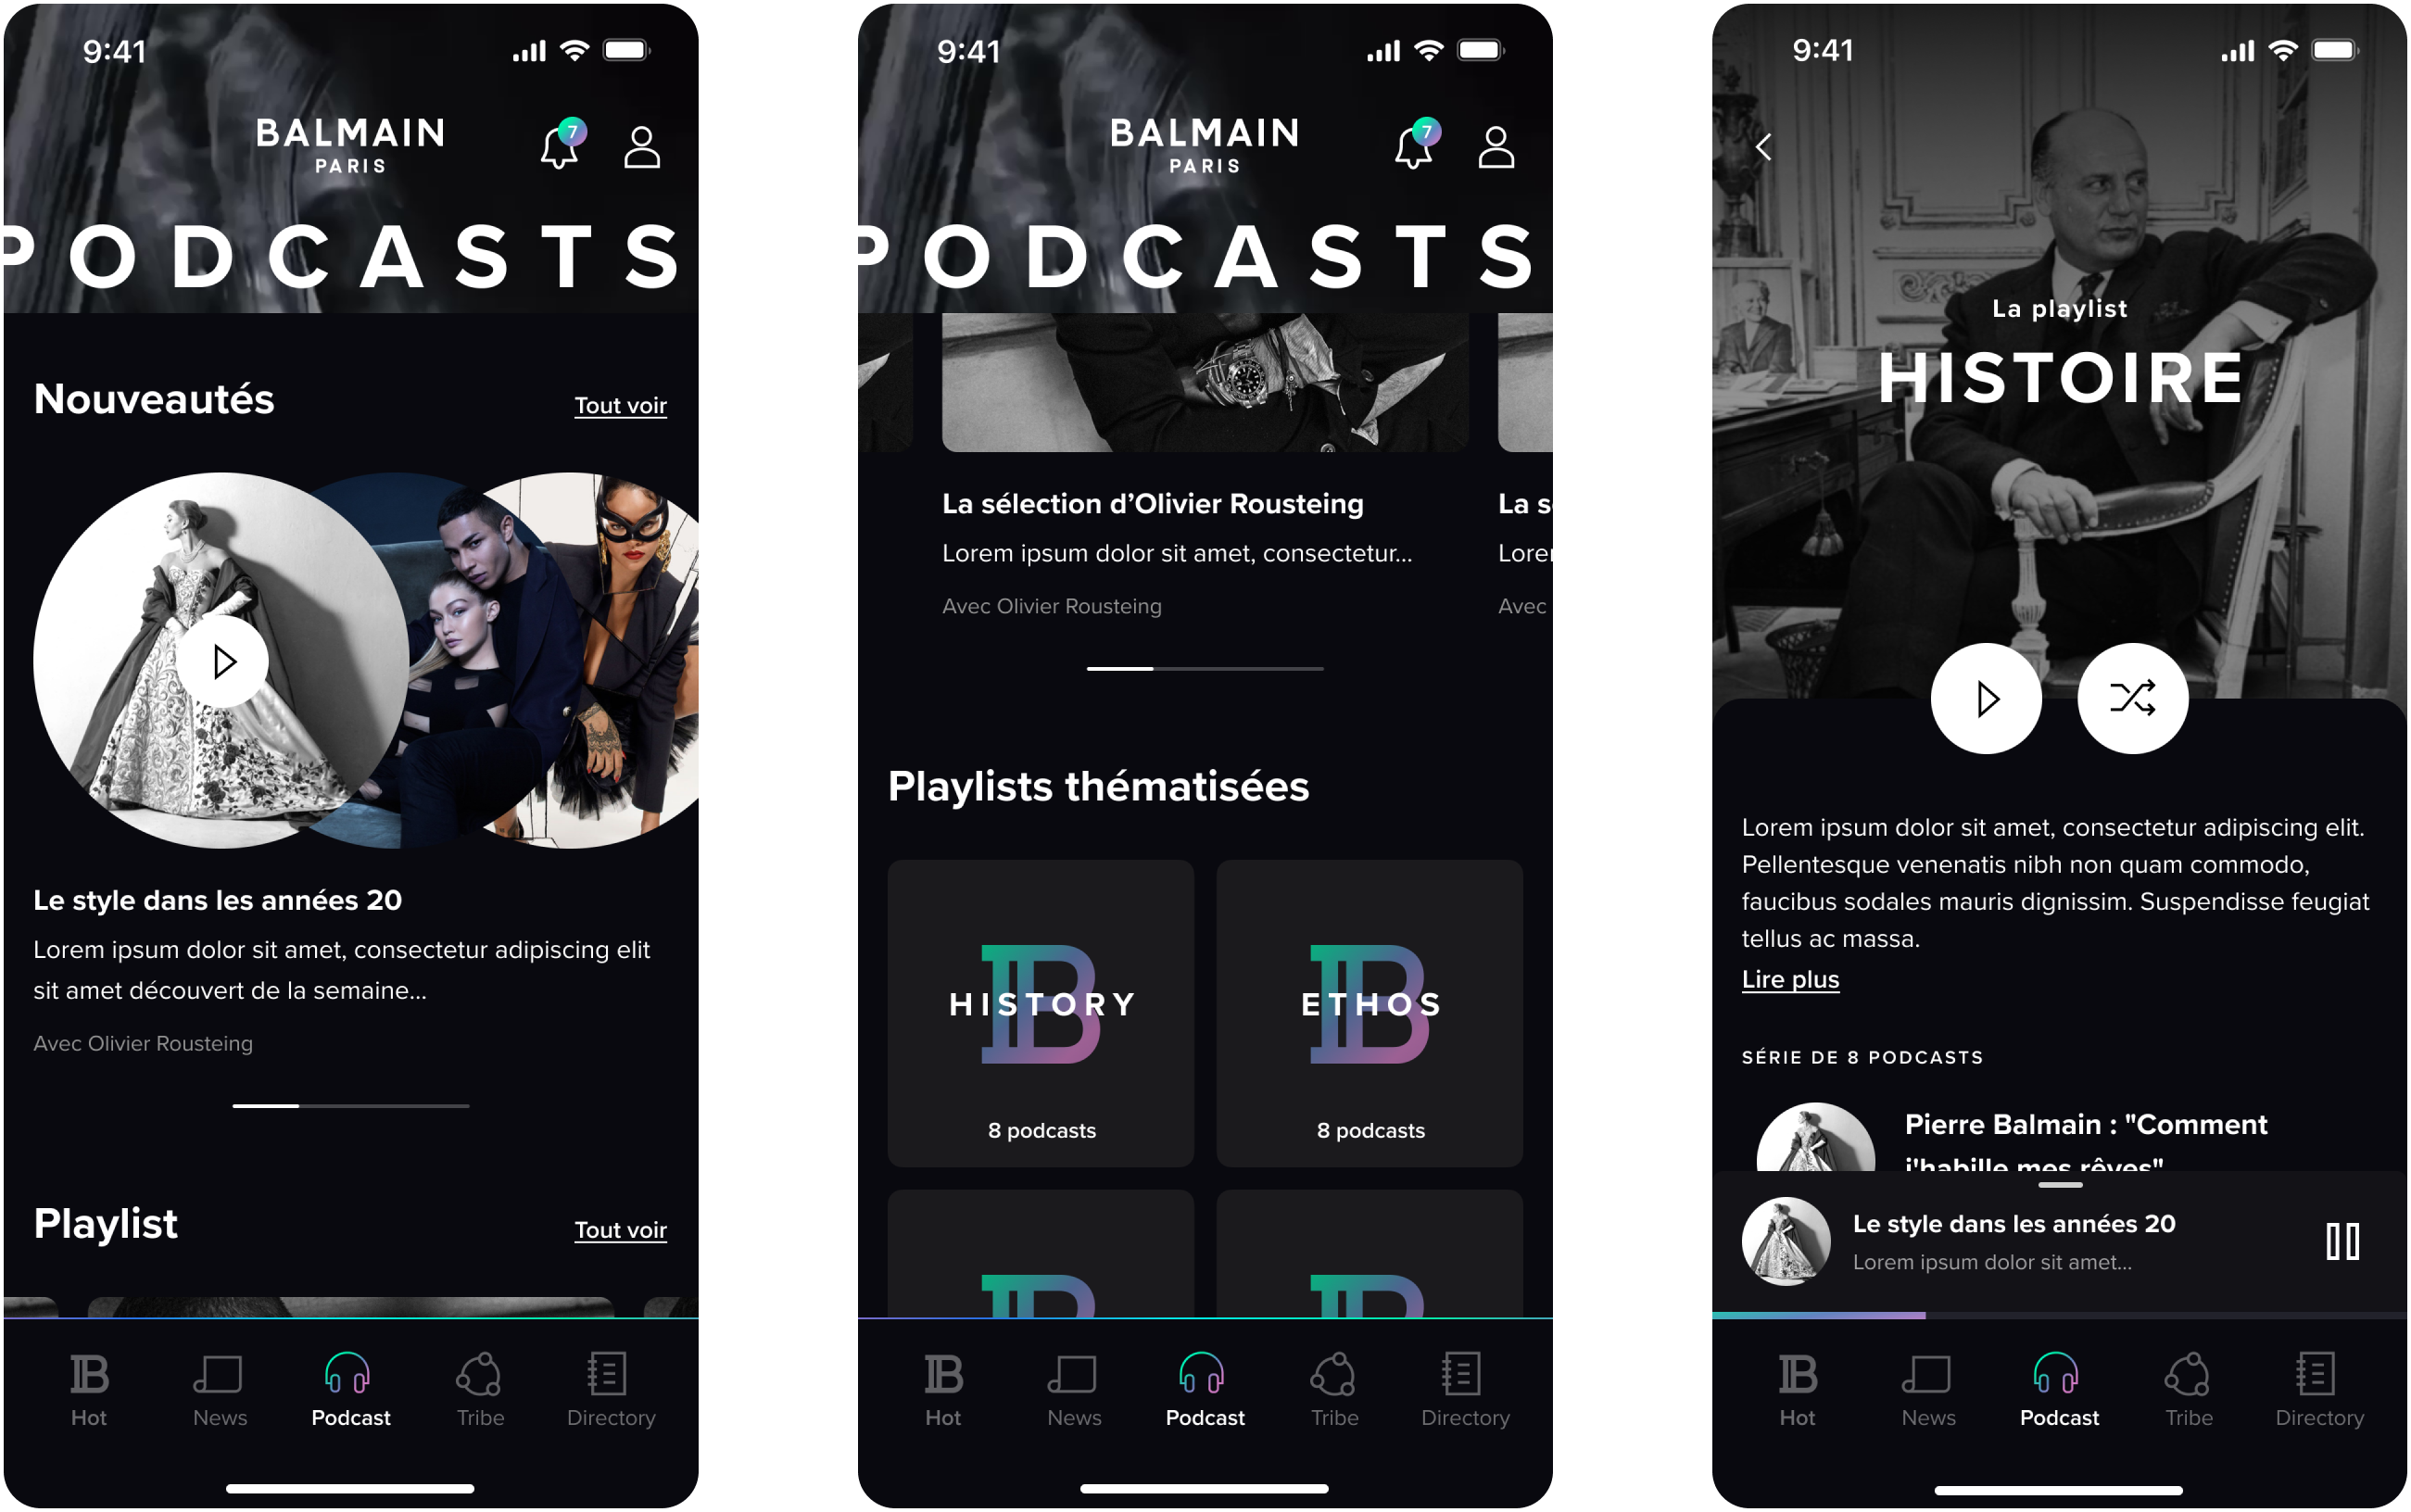 9:41
BALMAIN
PARIS
7
PODCASTS
Nouveautés
Tout voir
Le style dans les années 20
Lorem ipsum dolor sit amet, consectetur adipiscing elit
sit amet découvert de la semaine...
Avec Olivier Rousteing
Playlist
Tout voir
Hot
News
Podcast
Tribe
Directory
9:41
BALMAIN
PARIS
7
PODCASTS
La sélection d’Olivier Rousteing
La s
Lorem ipsum dolor sit amet, consectetur...
Lorer
Avec Olivier Rousteing
Avec
Playlists thématisées
HISTORY
8 podcasts
ETHOS
8 podcasts
Hot
News
Podcast
Tribe
Directory
9:41
La playlist
HISTOIRE
Lorem ipsum dolor sit amet, consectetur adipiscing elit.
Pellentesque venenatis nibh non quam commodo,
faucibus sodales mauris dignissim. Suspendisse feugiat
tellus ac massa.
Lire plus
SÉRIE DE 8 PODCASTS
Pierre Balmain : "Comment
j'habille mes rêves"
Le style dans les années 20
Lorem ipsum dolor sit amet...
Hot
News
Podcast
Tribe
Directory